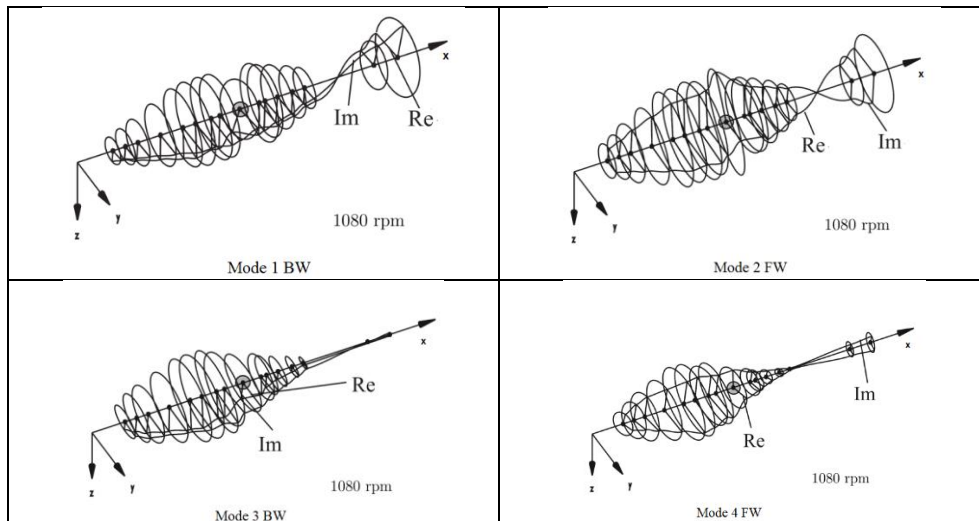 x
Im
Re
y
z
1080 rpm
Mode 1 BW
x
Re
Im
y
z
1080 rpm
Mode 2 FW
x
Re
Im
y
z
1080 rpm
Mode 3 BW
x
Im
Re
y
z
1080 rpm
Mode 4 FW